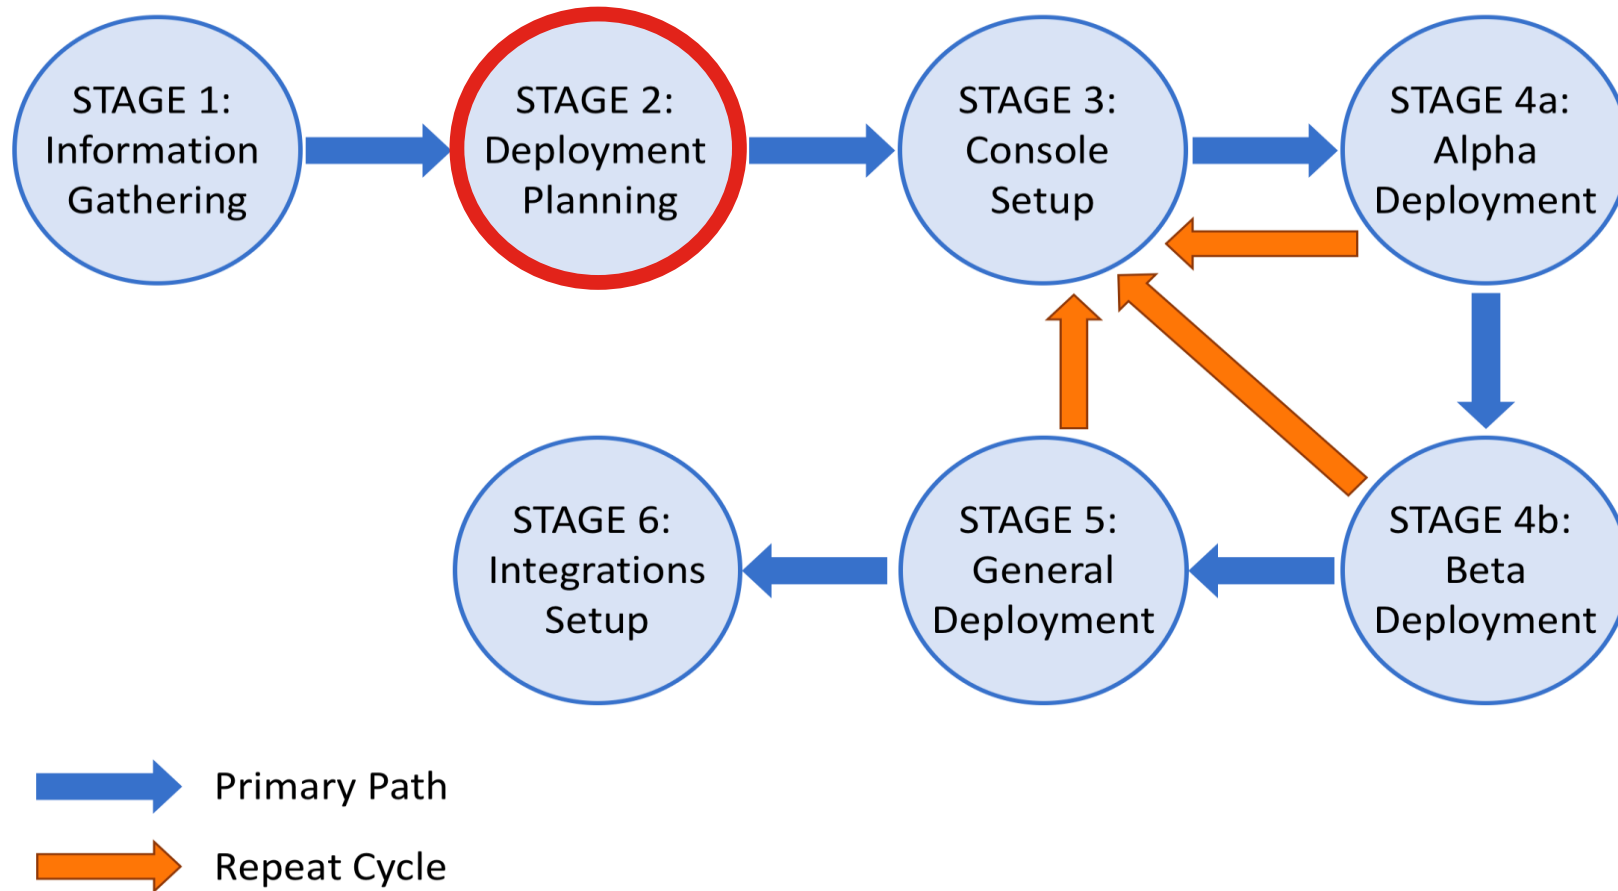 STAGE 1:
Information
Gathering
STAGE 2:
Deployment
Planning
STAGE 3:
Console
Setup
STAGE 4a:
Alpha
Deployment
STAGE 6:
Integrations
Setup
STAGE 5:
General
Deployment
STAGE 4b:
Beta
Deployment
Primary Path
Repeat Cycle